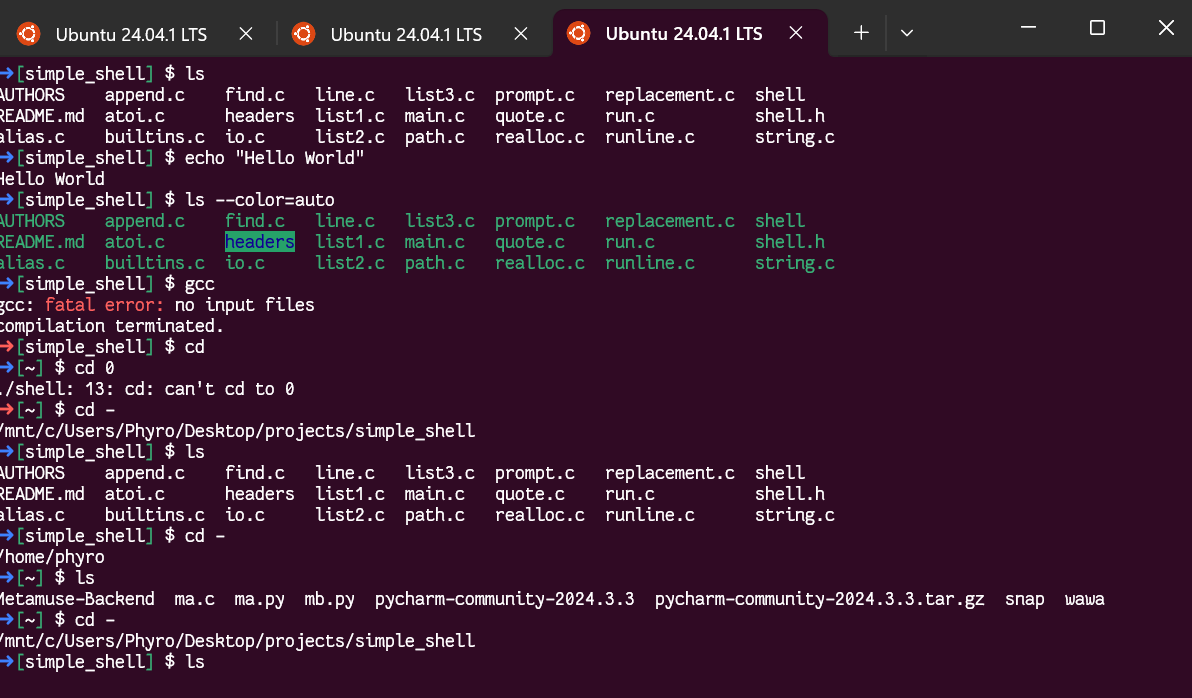 Ubuntu 24.04.1 LTS Ubuntu 24.04.1 LTS Ubuntu 24.04.1 LTS
➜[simple_shell] $ ls
AUTHORS append.c find.c line.c list3.c prompt.c replacement.c shell
README.md atoi.c headers list1.c main.c quote.c run.c shell.h
alias.c builtins.c io.c list2.c path.c realloc.c runline.c string.c
➜[simple_shell] $ echo "Hello World"
Hello World
➜[simple_shell] $ ls --color=auto
AUTHORS append.c find.c line.c list3.c prompt.c replacement.c shell
README.md atoi.c headers list1.c main.c quote.c run.c shell.h
alias.c builtins.c io.c list2.c path.c realloc.c runline.c string.c
➜[simple_shell] $ gcc
gcc: fatal error: no input files
compilation terminated.
➜[simple_shell] $ cd
➜[~] $ cd 0
./shell: 13: cd: can't cd to 0
➜[~] $ cd -
/mnt/c/Users/Phyro/Desktop/projects/simple_shell
➜[simple_shell] $ ls
AUTHORS append.c find.c line.c list3.c prompt.c replacement.c shell
README.md atoi.c headers list1.c main.c quote.c run.c shell.h
alias.c builtins.c io.c list2.c path.c realloc.c runline.c string.c
➜[simple_shell] $ cd -
/home/phyro
➜[~] $ ls
Metamuse-Backend ma.c ma.py mb.py pycharm-community-2024.3.3 pycharm-community-2024.3.3.tar.gz snap wawa
➜[~] $ cd -
/mnt/c/Users/Phyro/Desktop/projects/simple_shell
➜[simple_shell] $ ls